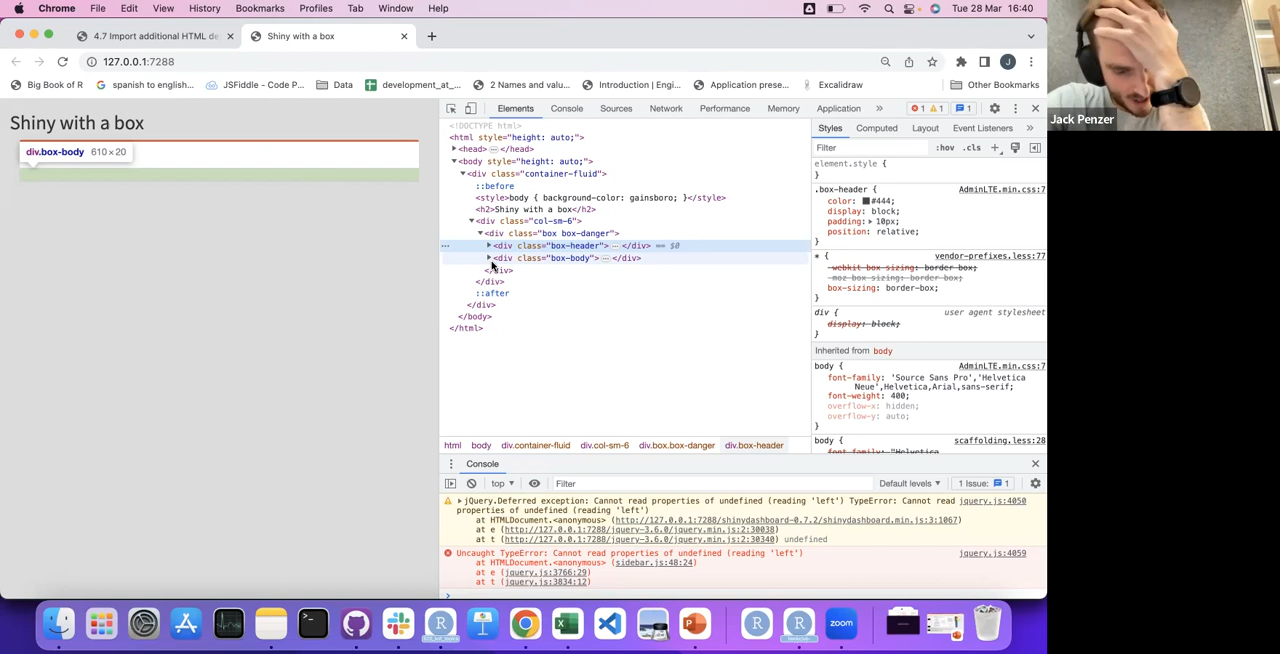 Chrome File Edit View History Bookmarks Profiles Tab Window Help Tue 28 Mar 16:40
4.7 Import additional HTML de Shiny with a box
127.0.0.1:7288 J
Big Book of R spanish to english... JSFiddle - Code P... Data development_at_... 2 Names and valu... Introduction | Engi... Application prese... Excalidraw Other Bookmarks
Shiny with a box
div.box-body 610×20
Elements Console Sources Network Performance Memory Application » 1 1 1
<!DOCTYPE html>
<html style="height: auto;">
<head> … </head>
<body style="height: auto;">
<div class="container-fluid">
::before
<style>body { background-color: gainsboro; }</style>
<h2>Shiny with a box</h2>
<div class="col-sm-6">
<div class="box box-danger">
… <div class="box-header"> … </div> == $0
<div class="box-body"> … </div>
</div>
</div>
::after
</div>
</body>
</html>
html body div.container-fluid div.col-sm-6 div.box.box-danger div.box-header
Styles Computed Layout Event Listeners »
Filter :hov .cls
element.style {
}
.box-header { AdminLTE.min.css:7
color: #444;
display: block;
padding: 10px;
position: relative;
}
* { vendor-prefixes.less:77
-webkit-box-sizing: border-box;
-moz-box-sizing: border-box;
box-sizing: border-box;
}
div { user agent stylesheet
display: block;
}
Inherited from body
body { AdminLTE.min.css:7
font-family: 'Source Sans Pro','Helvetica
Neue',Helvetica,Arial,sans-serif;
font-weight: 400;
overflow-x: hidden;
overflow-y: auto;
}
body { scaffolding.less:28
font-family: "Helvetica
Console
top Filter Default levels 1 Issue: 1
jQuery.Deferred exception: Cannot read properties of undefined (reading 'left') TypeError: Cannot read jquery.js:4050
properties of undefined (reading 'left')
at HTMLDocument.<anonymous> (http://127.0.0.1:7288/shinydashboard-0.7.2/shinydashboard.min.js:3:1067)
at e (http://127.0.0.1:7288/jquery-3.6.0/jquery.min.js:2:30038)
at t (http://127.0.0.1:7288/jquery-3.6.0/jquery.min.js:2:30340) undefined
Uncaught TypeError: Cannot read properties of undefined (reading 'left') jquery.js:4059
at HTMLDocument.<anonymous> (sidebar.js:48:24)
at e (jquery.js:3766:29)
at t (jquery.js:3834:12)
Jack Penzer
zoom